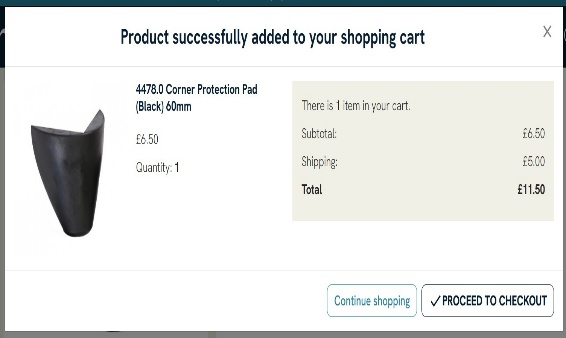 Product successfully added to your shopping cart
X
4478.0 Corner Protection Pad
(Black) 60mm
£6.50
Quantity: 1
There is 1 item in your cart.
Subtotal: £6.50
Shipping: £5.00
Total £11.50
Continue shopping
✓PROCEED TO CHECKOUT